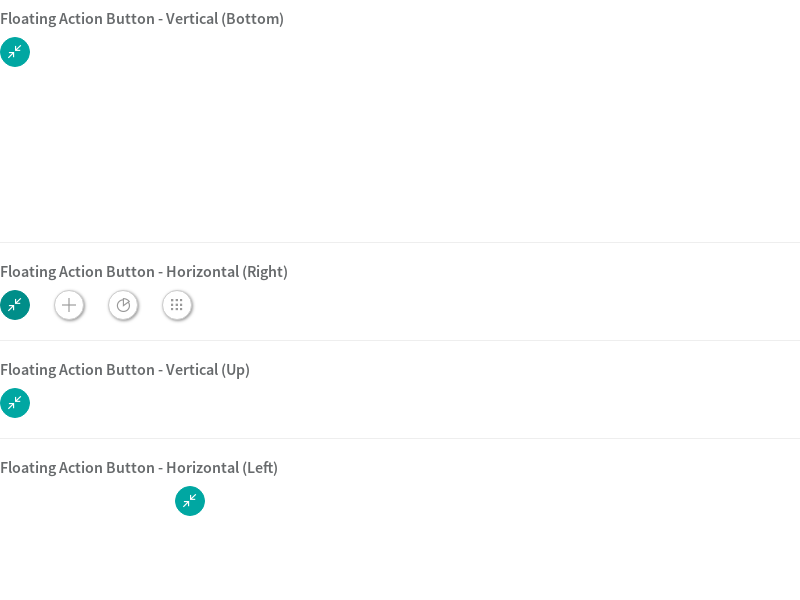 Floating Action Button - Vertical (Bottom)
Floating Action Button - Horizontal (Right)
Floating Action Button - Vertical (Up)
Floating Action Button - Horizontal (Left)